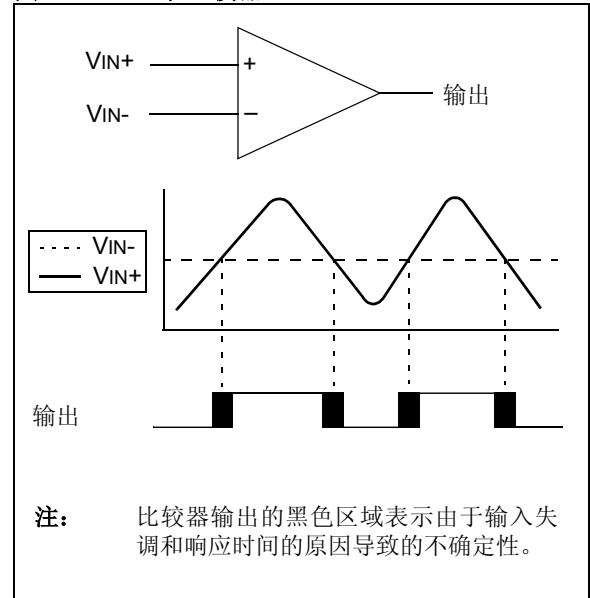 VIN+
+
输出
VIN-
−
VIN-
VIN+
输出
注： 比较器输出的黑色区域表示由于输入失
调和响应时间的原因导致的不确定性。